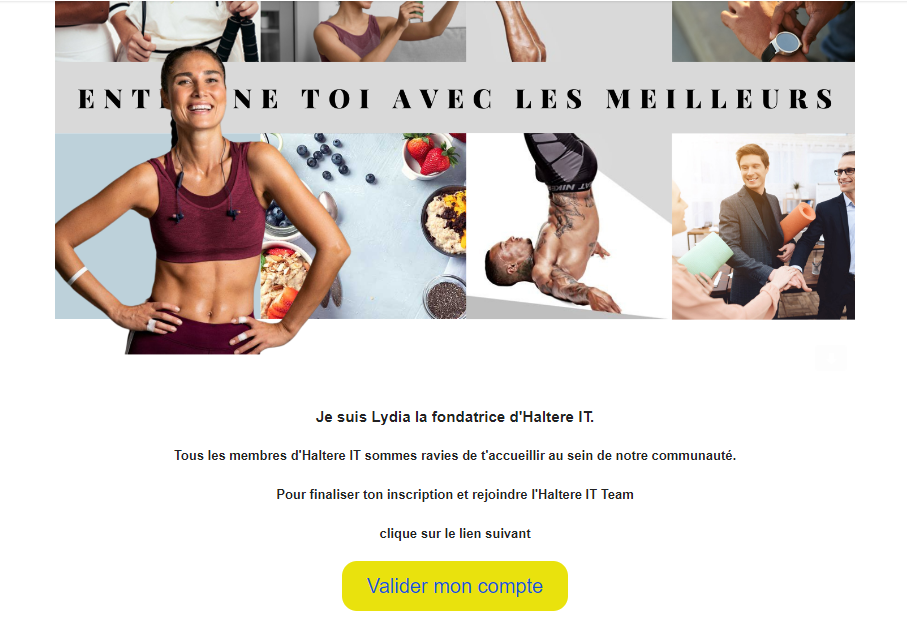 ENT NE TOI AVEC LES MEILLEURS
Je suis Lydia la fondatrice d'Haltere IT.
Tous les membres d'Haltere IT sommes ravies de t'accueillir au sein de notre communauté.
Pour finaliser ton inscription et rejoindre l'Haltere IT Team
clique sur le lien suivant
Valider mon compte